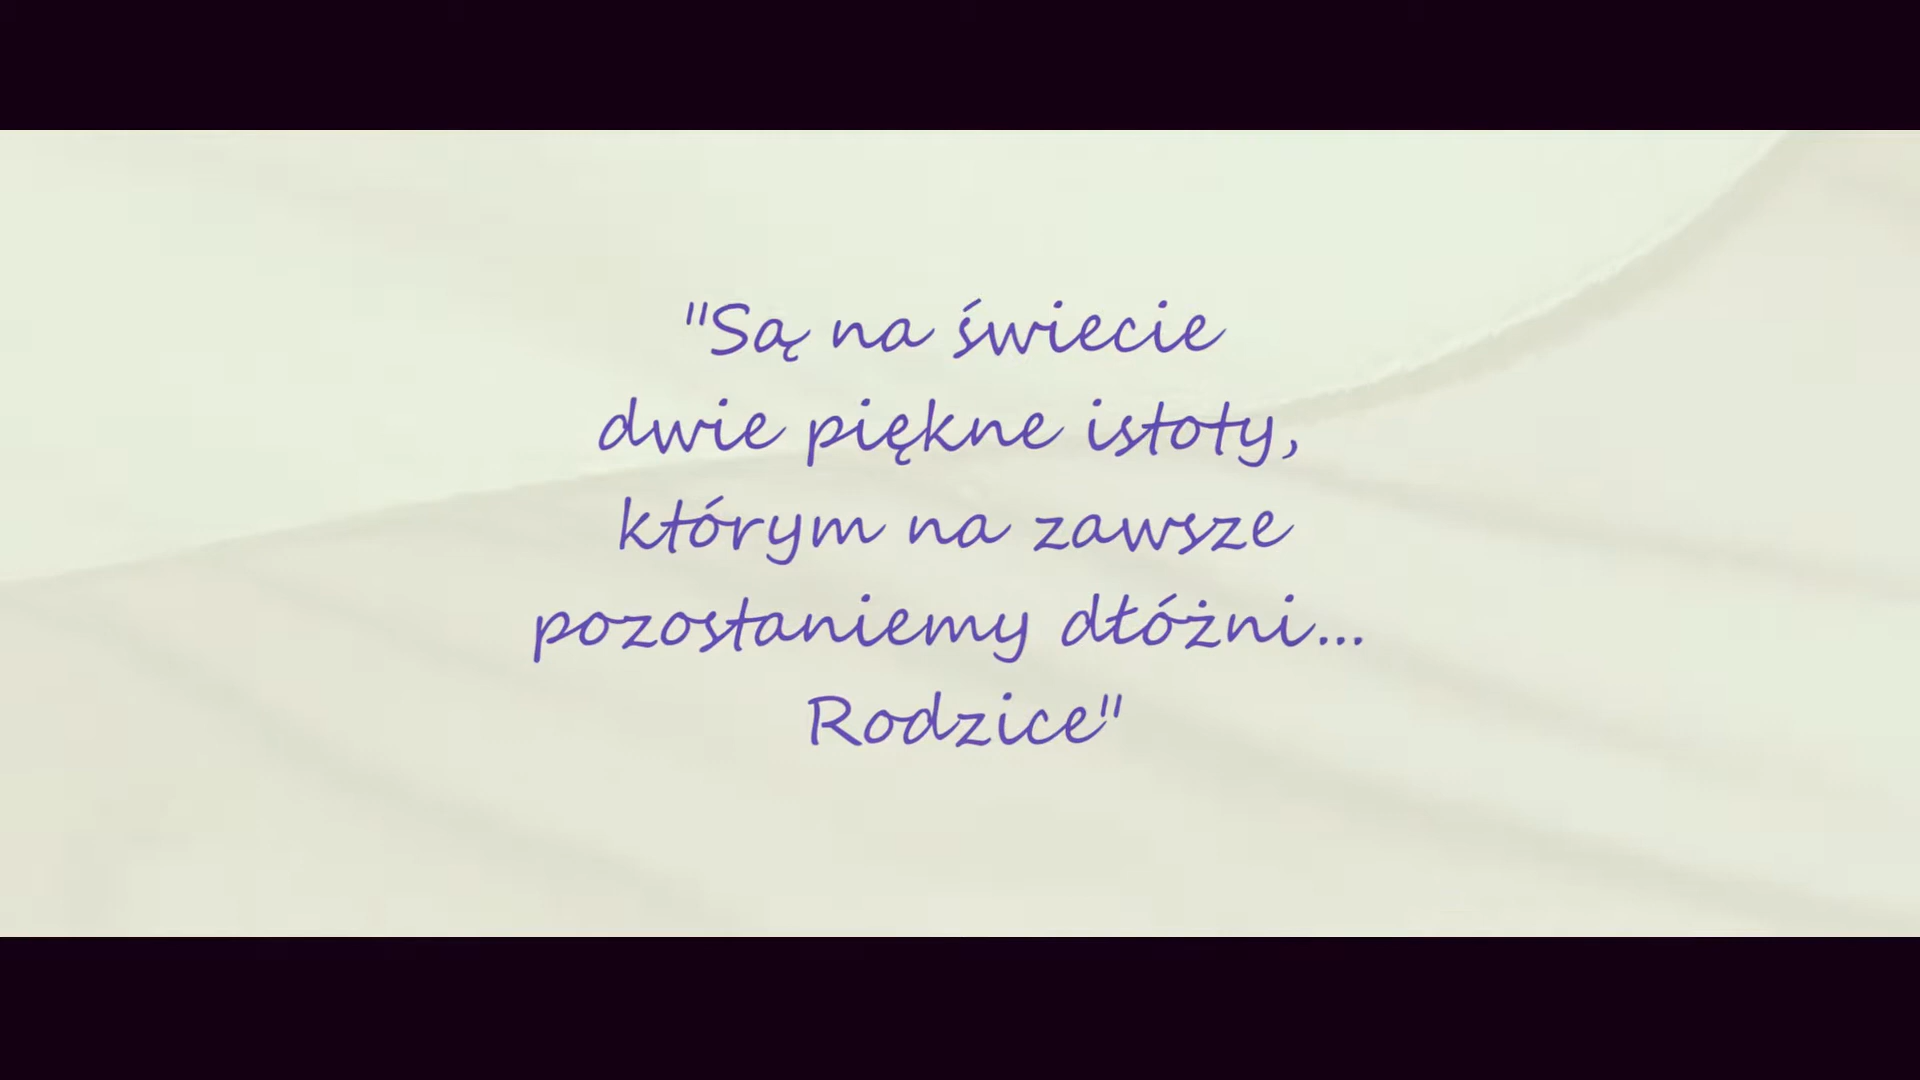 "Są na świecie
dwie piękne istoty,
którym na zawsze
pozostaniemy dłóżni...
Rodzice"